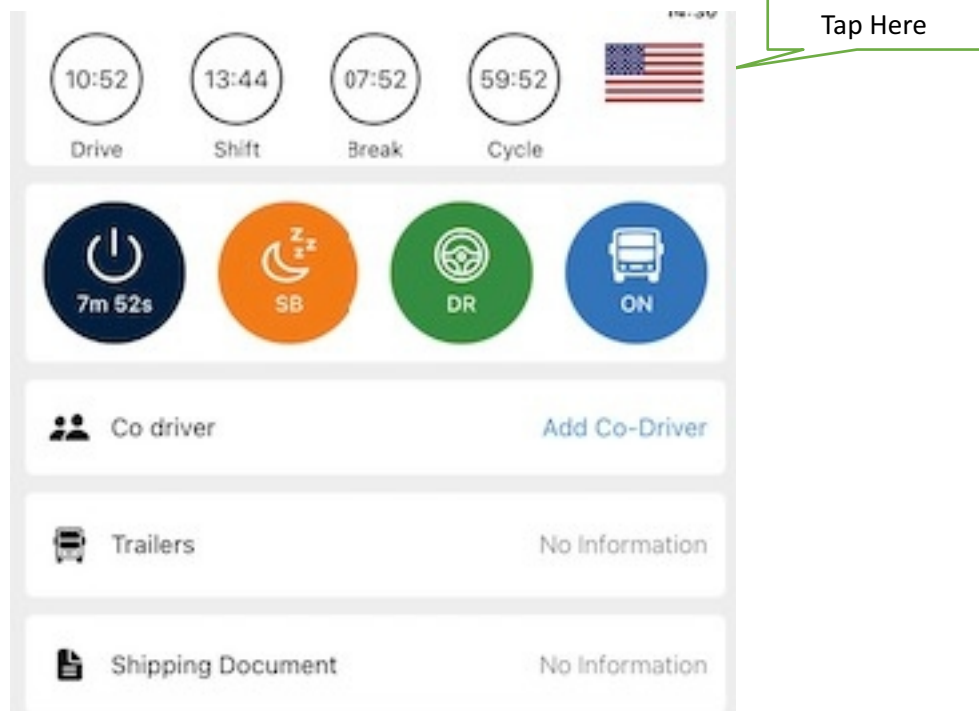 Tap Here
10:52 13:44 07:52 59:52
Drive Shift Break Cycle
7m 52s SB DR ON
Co driver Add Co-Driver
Trailers No Information
Shipping Document No Information